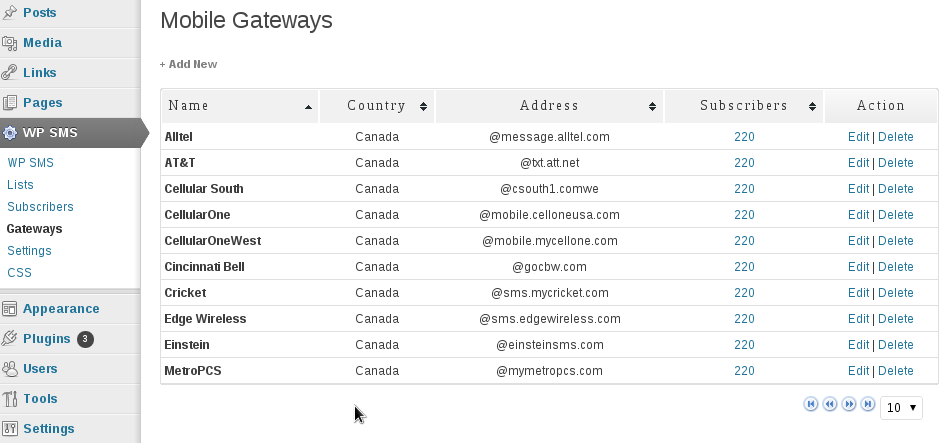 Posts
Media
Links
Pages
WP SMS
WP SMS
Lists
Subscribers
Gateways
Settings
CSS
Appearance
Plugins 3
Users
Tools
Settings
Mobile Gateways
+ Add New
Name Country Address Subscribers Action
Alltel Canada @message.alltel.com 220 Edit | Delete
AT&T Canada @txt.att.net 220 Edit | Delete
Cellular South Canada @csouth1.comwe 220 Edit | Delete
CellularOne Canada @mobile.celloneusa.com 220 Edit | Delete
CellularOneWest Canada @mobile.mycellone.com 220 Edit | Delete
Cincinnati Bell Canada @gocbw.com 220 Edit | Delete
Cricket Canada @sms.mycricket.com 220 Edit | Delete
Edge Wireless Canada @sms.edgewireless.com 220 Edit | Delete
Einstein Canada @einsteinsms.com 220 Edit | Delete
MetroPCS Canada @mymetropcs.com 220 Edit | Delete
10